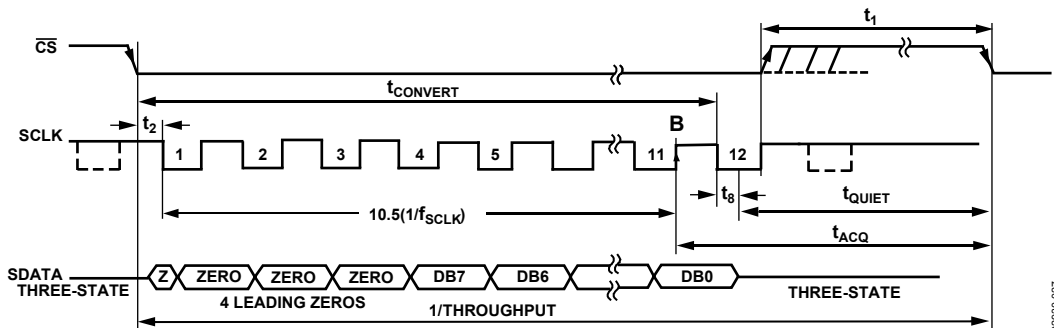 t1
CS
tCONVERT
SCLK
t2
B
1
2
3
4
5
11
12
t8
tQUIET
10.5(1/fSCLK)
tACQ
SDATA
Z
ZERO
ZERO
ZERO
DB7
DB6
DB0
THREE-STATE
THREE-STATE
4 LEADING ZEROS
1/THROUGHPUT